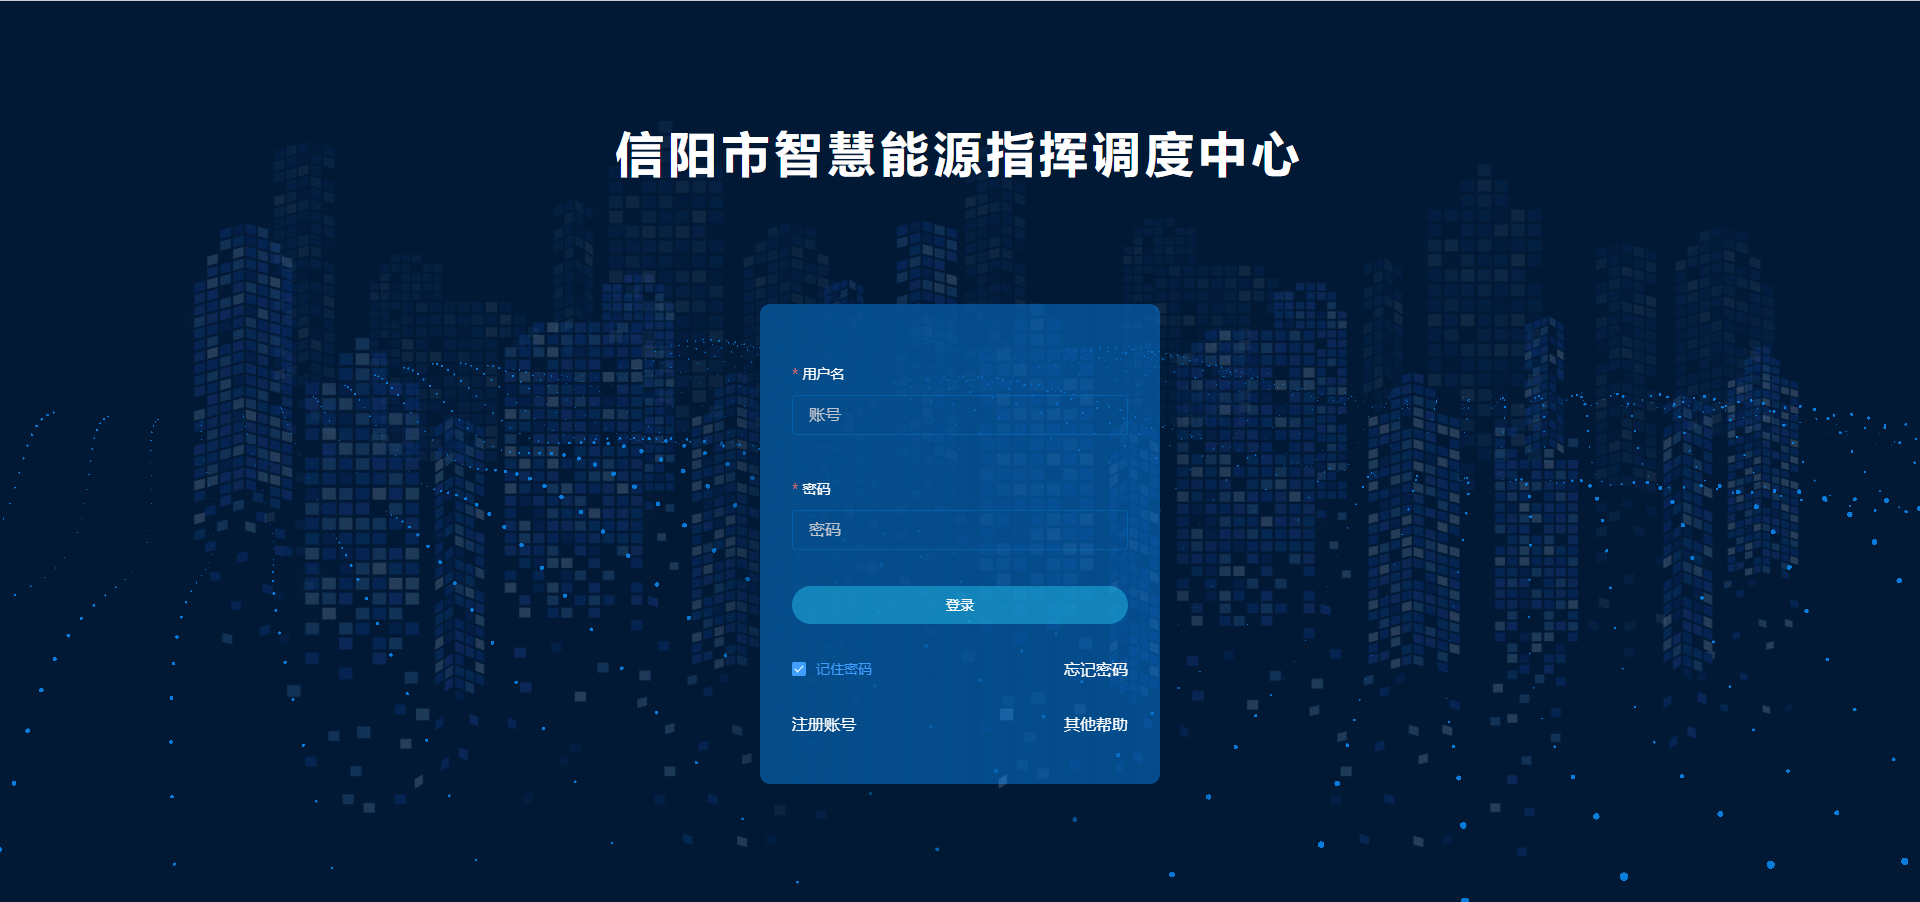 信阳市智慧能源指挥调度中心
* 用户名
账号
* 密码
密码
登录
记住密码 忘记密码
注册账号 其他帮助